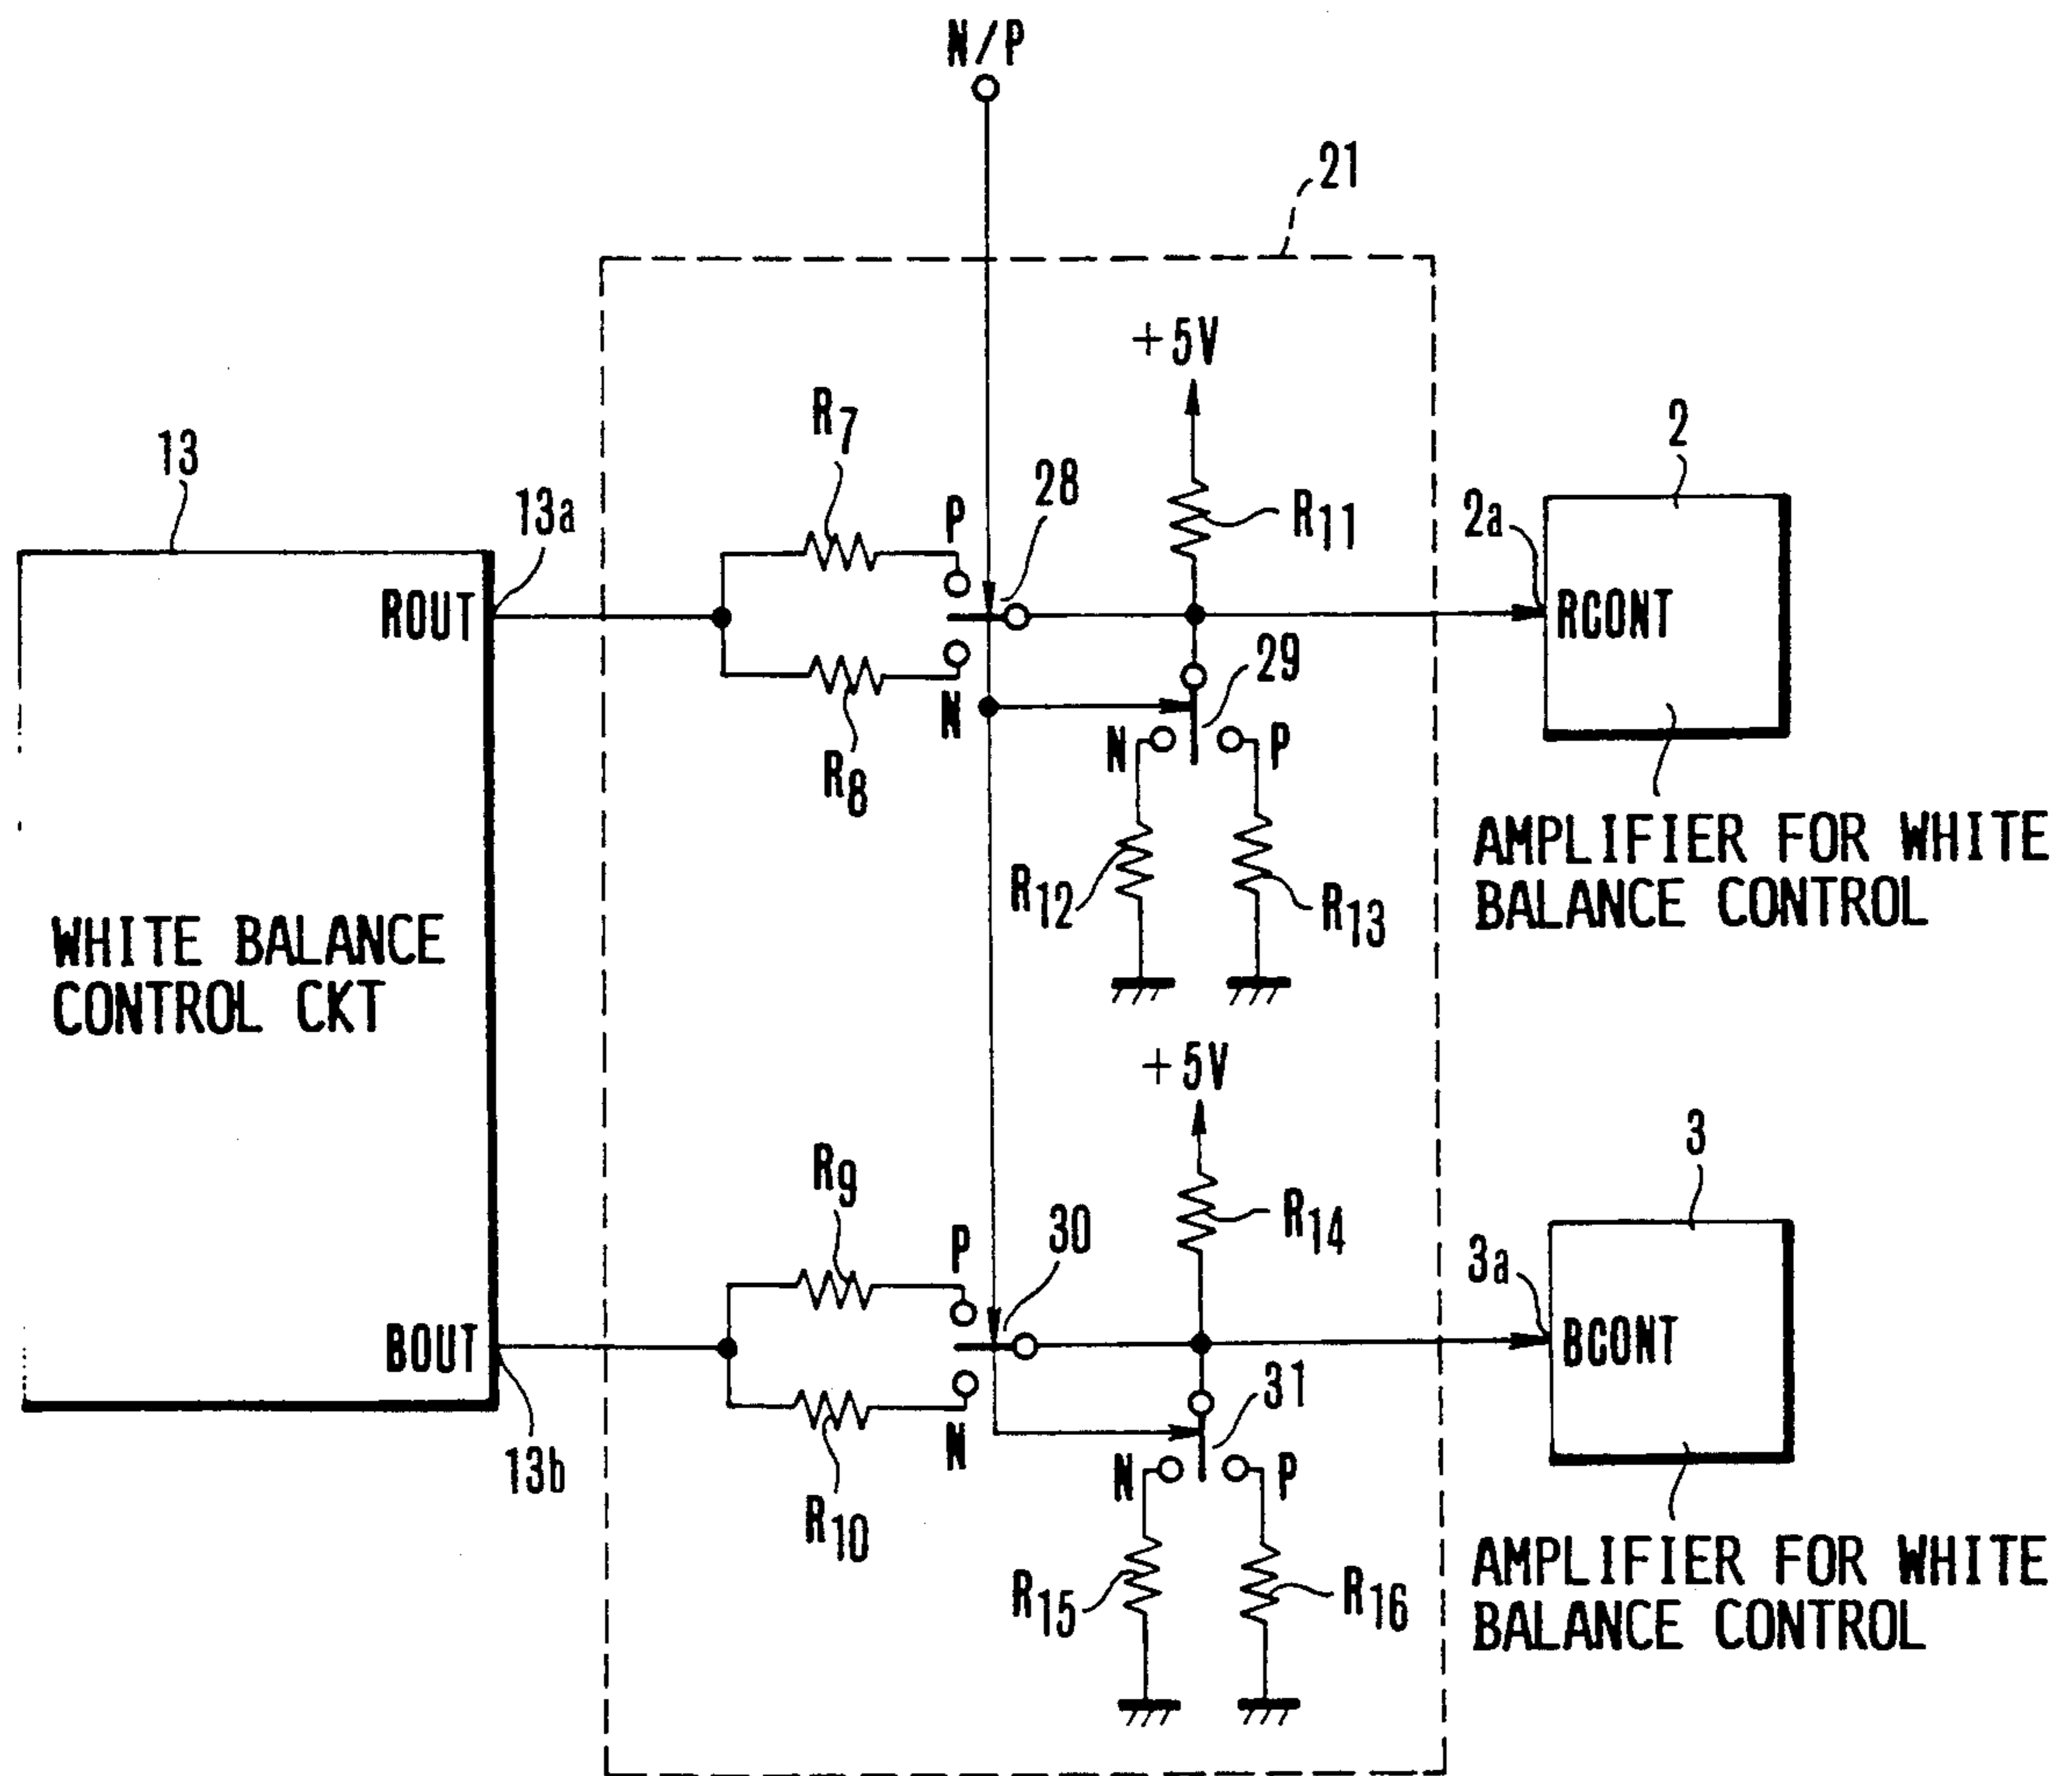 N/P
21
+5V
R7
13
13a
P
28
R11
2
2a
ROUT
RCONT
29
N
R8
N
P
R12
R13
AMPLIFIER FOR WHITE
BALANCE CONTROL
WHITE BALANCE
CONTROL CKT
+5V
R9
P
30
R14
3
3a
BOUT
BCONT
31
13b
N
R10
N
P
R15
R16
AMPLIFIER FOR WHITE
BALANCE CONTROL